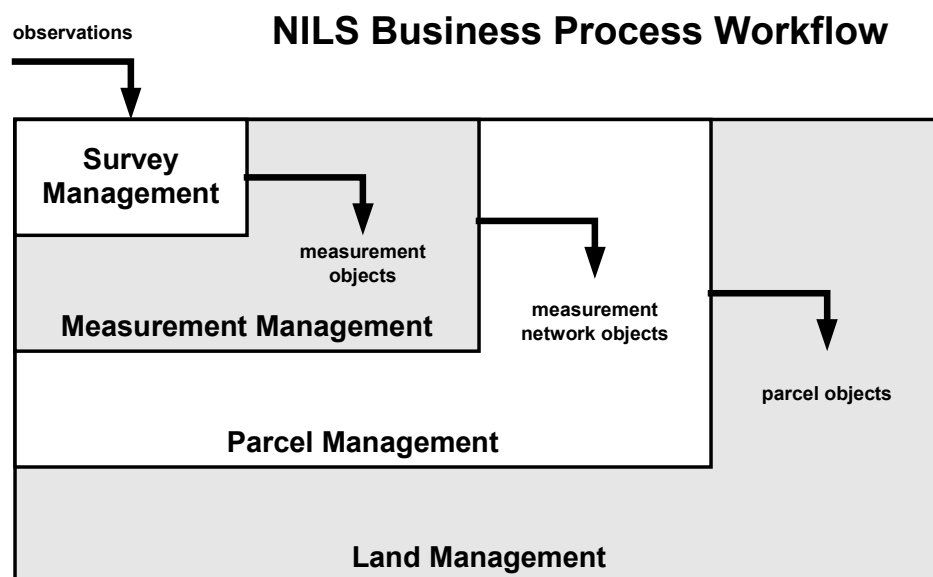 observations
NILS Business Process Workflow
Survey
Management
measurement
objects
Measurement Management
measurement
network objects
Parcel Management
parcel objects
Land Management